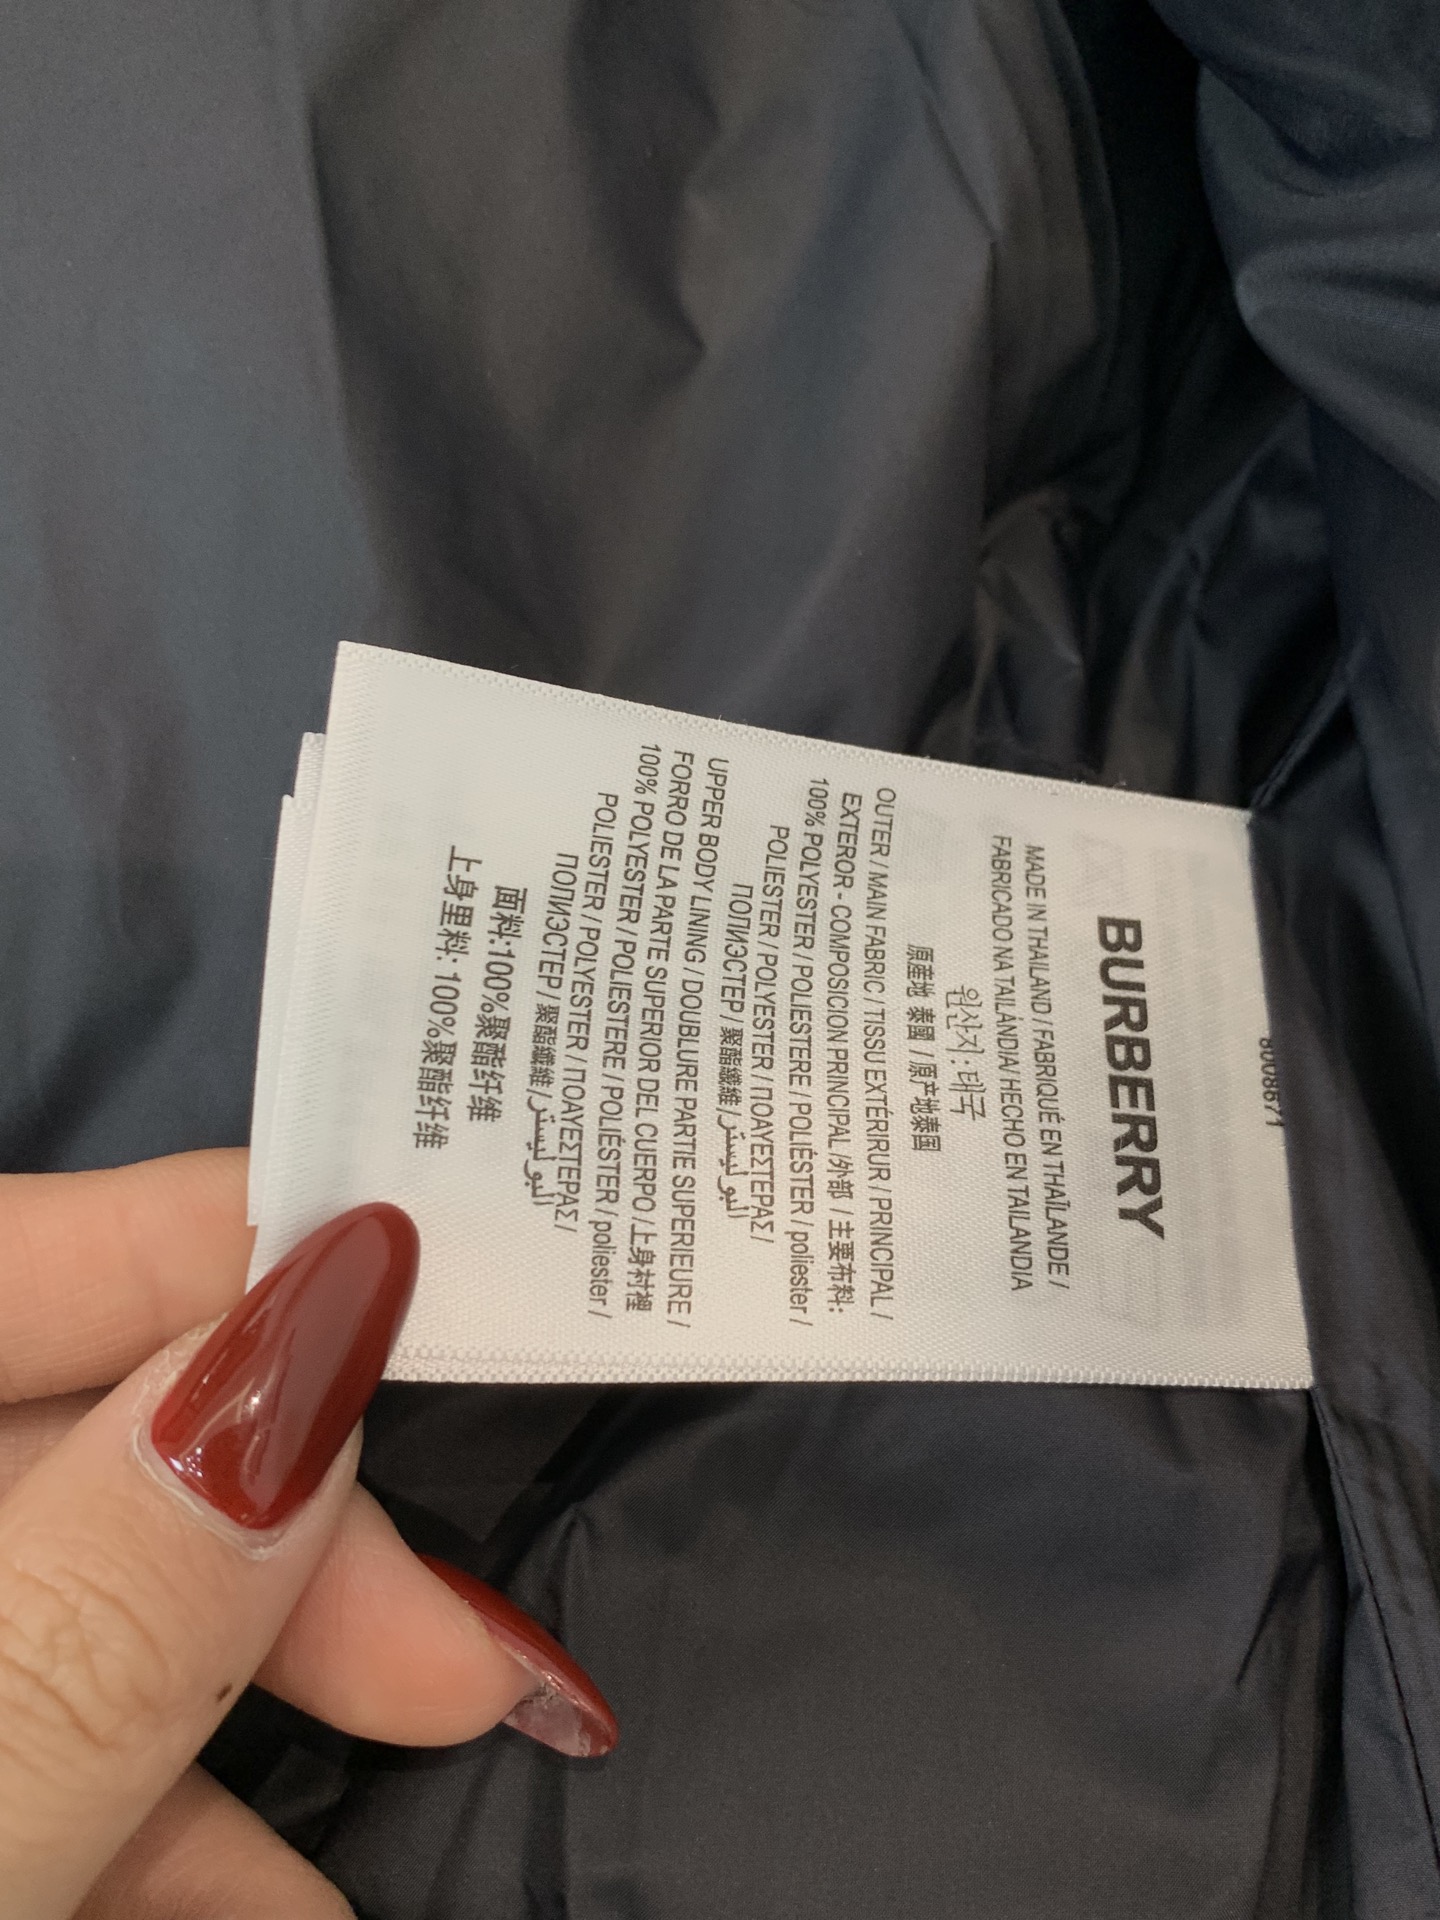 BURBERRY
MADE IN THAILAND / FABRIQUÉ EN THAÏLANDE /
FABRICADO NA TAILÂNDIA/ HECHO EN TAILANDIA
원산지: 태국
原産地 泰國 / 原产地泰国
OUTER / MAIN FABRIC / TISSU EXTÉRIRUR / PRINCIPAL /
EXTEROR - COMPOSICION PRINCIPAL /外部 / 主要布料:
100% POLYESTER / POLIESTERE / POLIÉSTER / poliester /
POLIESTER / POLYESTER / ΠΟΛΥΕΣΤΕΡΑΣ /
ПОЛИЭСТЕР / 聚酯纖維/البوليستر
UPPER BODY LINING / DOUBLURE PARTIE SUPERIEURE /
FORRO DE LA PARTE SUPERIOR DEL CUERPO /上身衬裡
100% POLYESTER / POLIESTERE / POLIÉSTER / poliester /
POLIESTER / POLYESTER / ΠΟΛΥΕΣΤΕΡΑΣ /
ПОЛИЭСТЕР / 聚酯纖維/البوليستر
面料:100%聚酯纤维
上身里料: 100%聚酯纤维